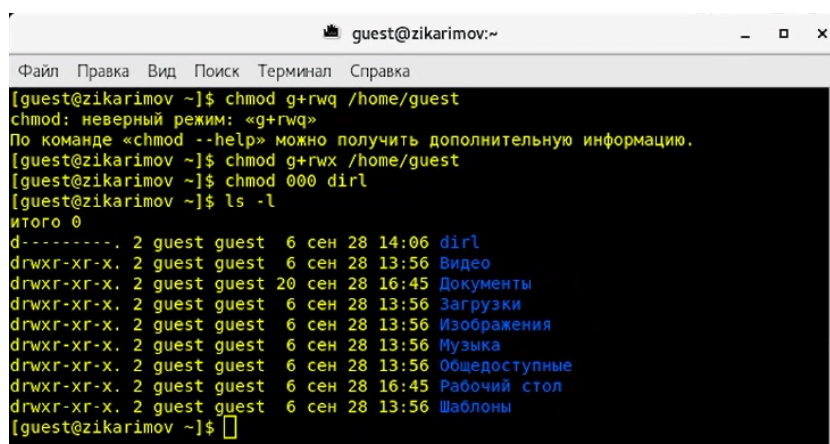 guest@zikarimov:~
Файл Правка Вид Поиск Терминал Справка
[guest@zikarimov ~]$ chmod g+rwq /home/guest
chmod: неверный режим: «g+rwq»
По команде «chmod --help» можно получить дополнительную информацию.
[guest@zikarimov ~]$ chmod g+rwx /home/guest
[guest@zikarimov ~]$ chmod 000 dirl
[guest@zikarimov ~]$ ls -l
итого 0
d---------. 2 guest guest  6 сен 28 14:06 dirl
drwxr-xr-x. 2 guest guest  6 сен 28 13:56 Видео
drwxr-xr-x. 2 guest guest 20 сен 28 16:45 Документы
drwxr-xr-x. 2 guest guest  6 сен 28 13:56 Загрузки
drwxr-xr-x. 2 guest guest  6 сен 28 13:56 Изображения
drwxr-xr-x. 2 guest guest  6 сен 28 13:56 Музыка
drwxr-xr-x. 2 guest guest  6 сен 28 13:56 Общедоступные
drwxr-xr-x. 2 guest guest  6 сен 28 16:45 Рабочий стол
drwxr-xr-x. 2 guest guest  6 сен 28 13:56 Шаблоны
[guest@zikarimov ~]$